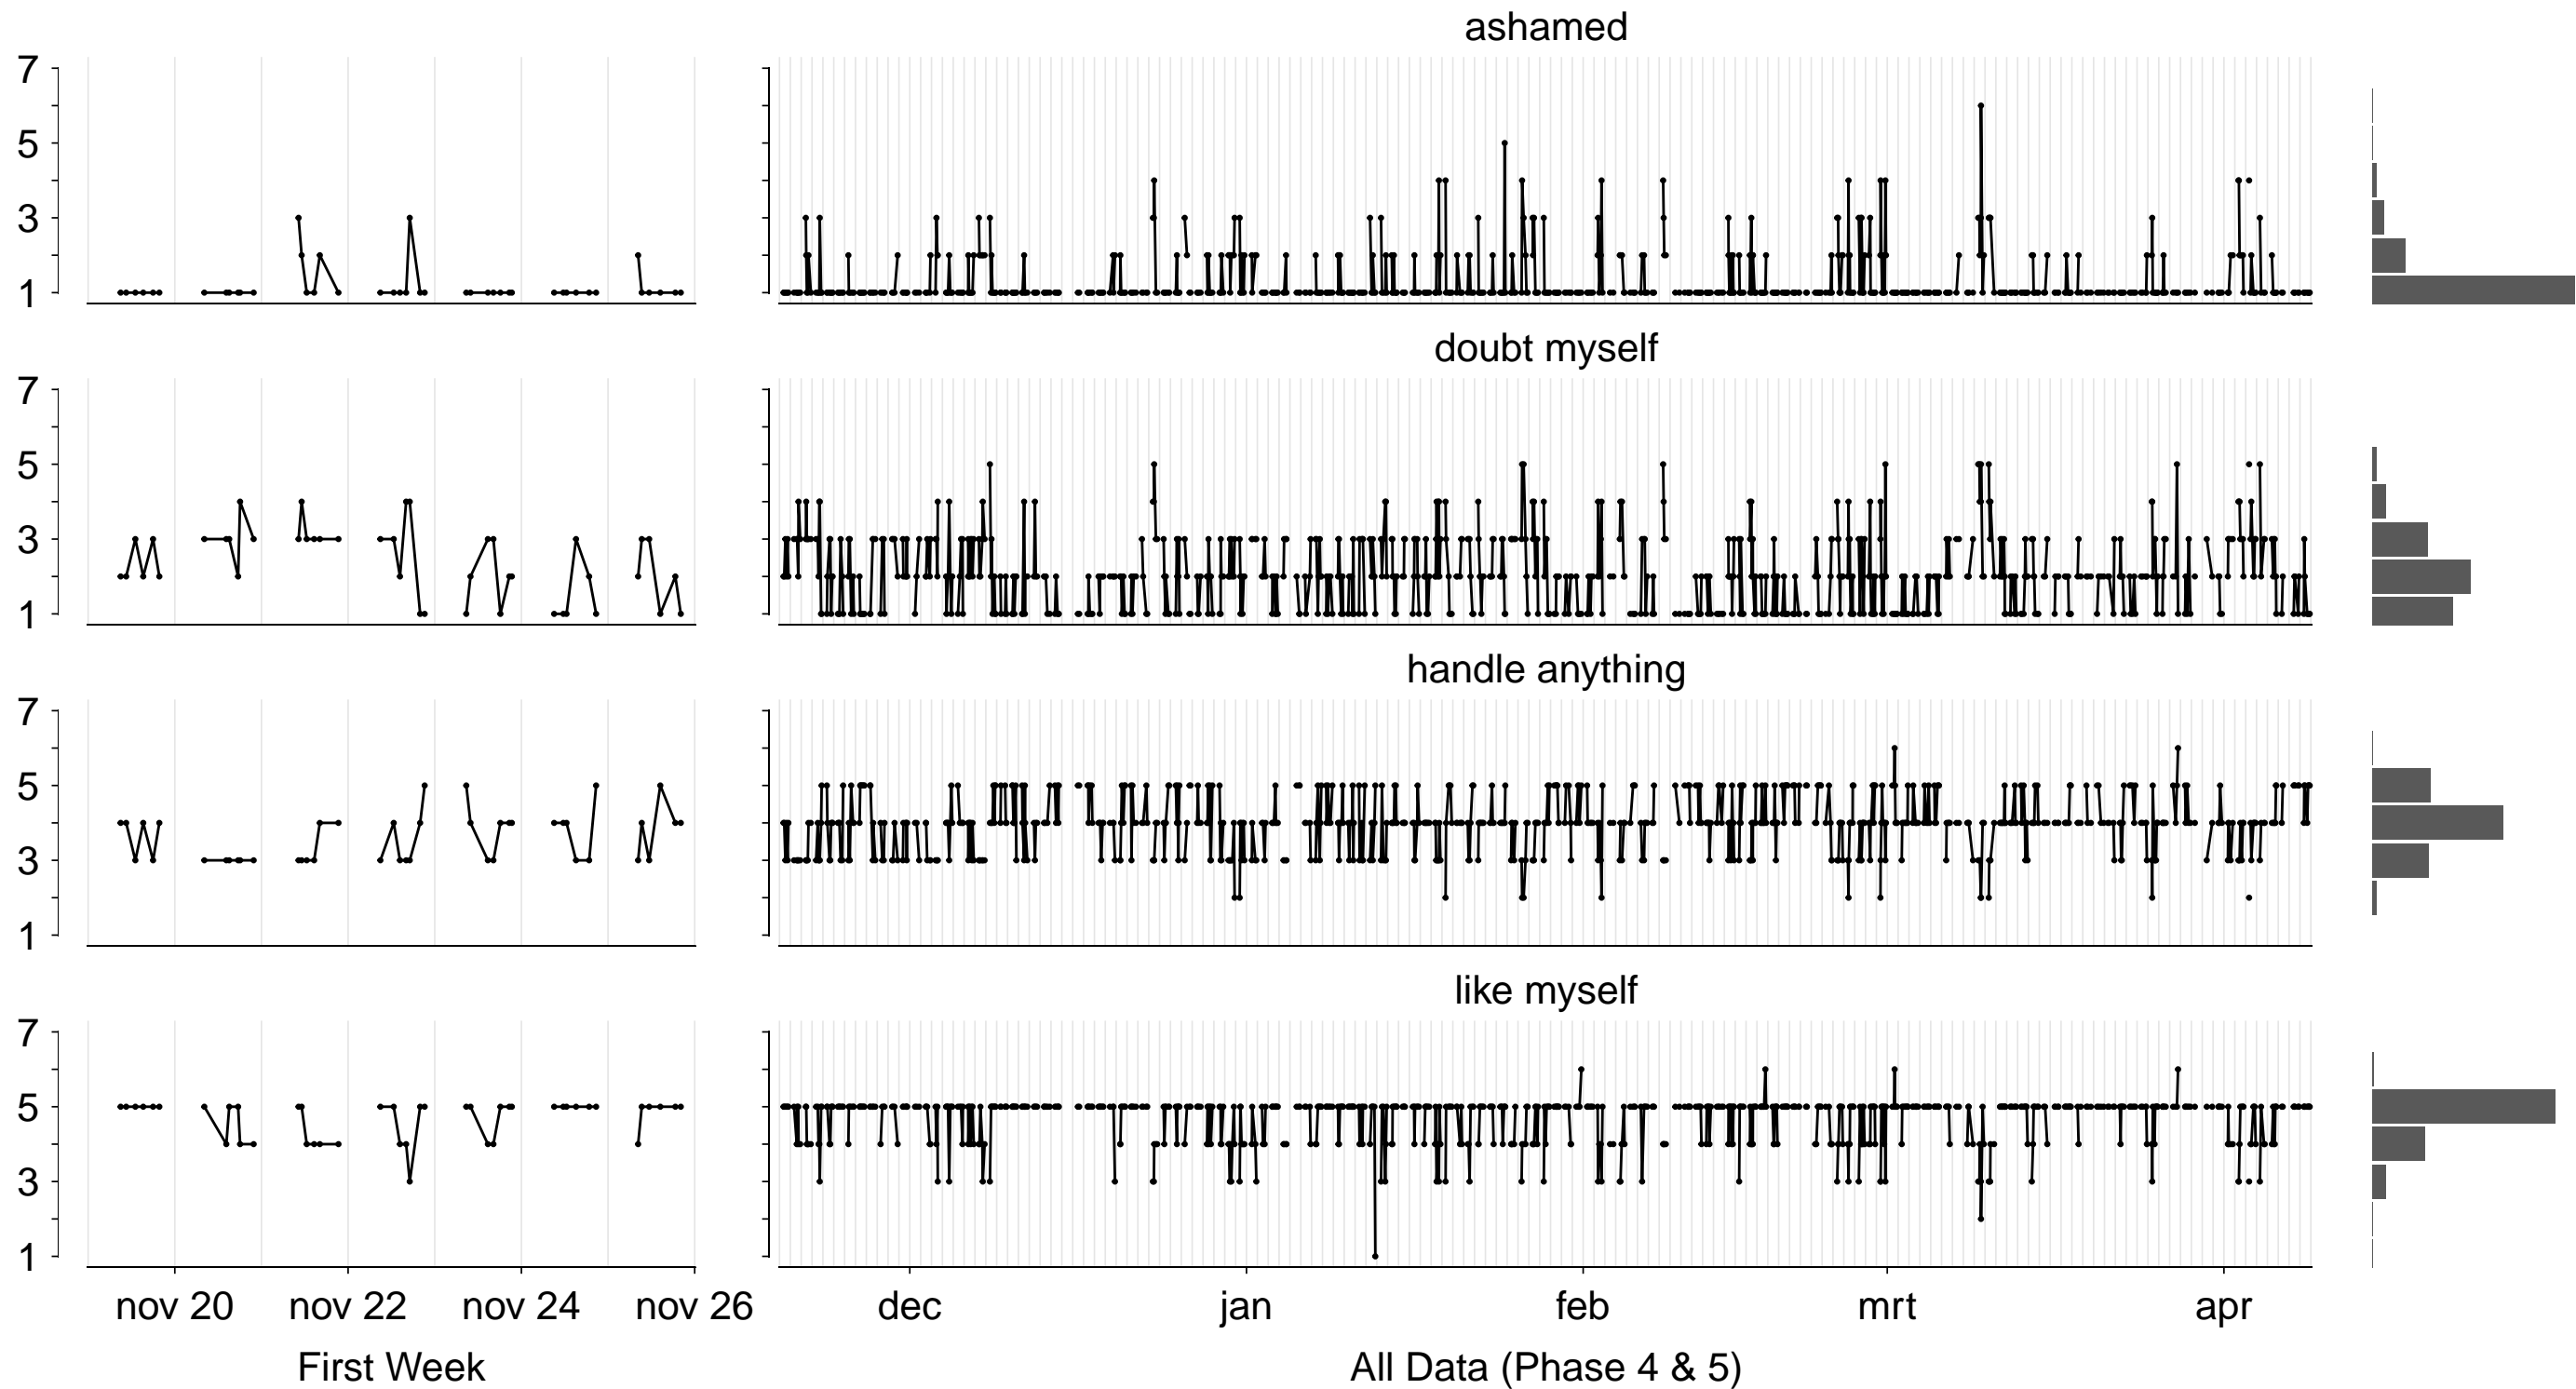 ashamed
7
5
3
1
doubt myself
7
5
3
1
handle anything
7
5
3
1
like myself
7
5
3
1
nov 20 nov 22 nov 24 nov 26 dec jan feb mrt apr
First Week All Data (Phase 4 & 5)